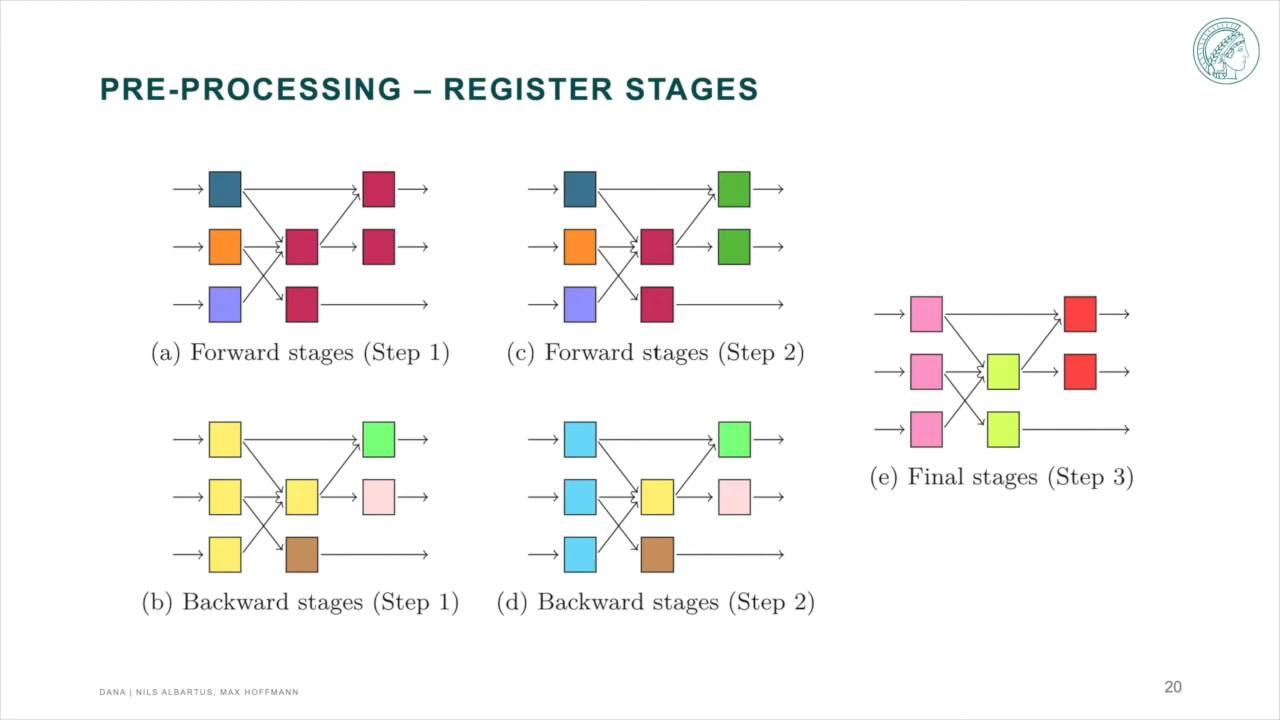 PRE-PROCESSING – REGISTER STAGES
(a) Forward stages (Step 1)
(c) Forward stages (Step 2)
(b) Backward stages (Step 1)
(d) Backward stages (Step 2)
(e) Final stages (Step 3)
DANA | NILS ALBARTUS, MAX HOFFMANN
20